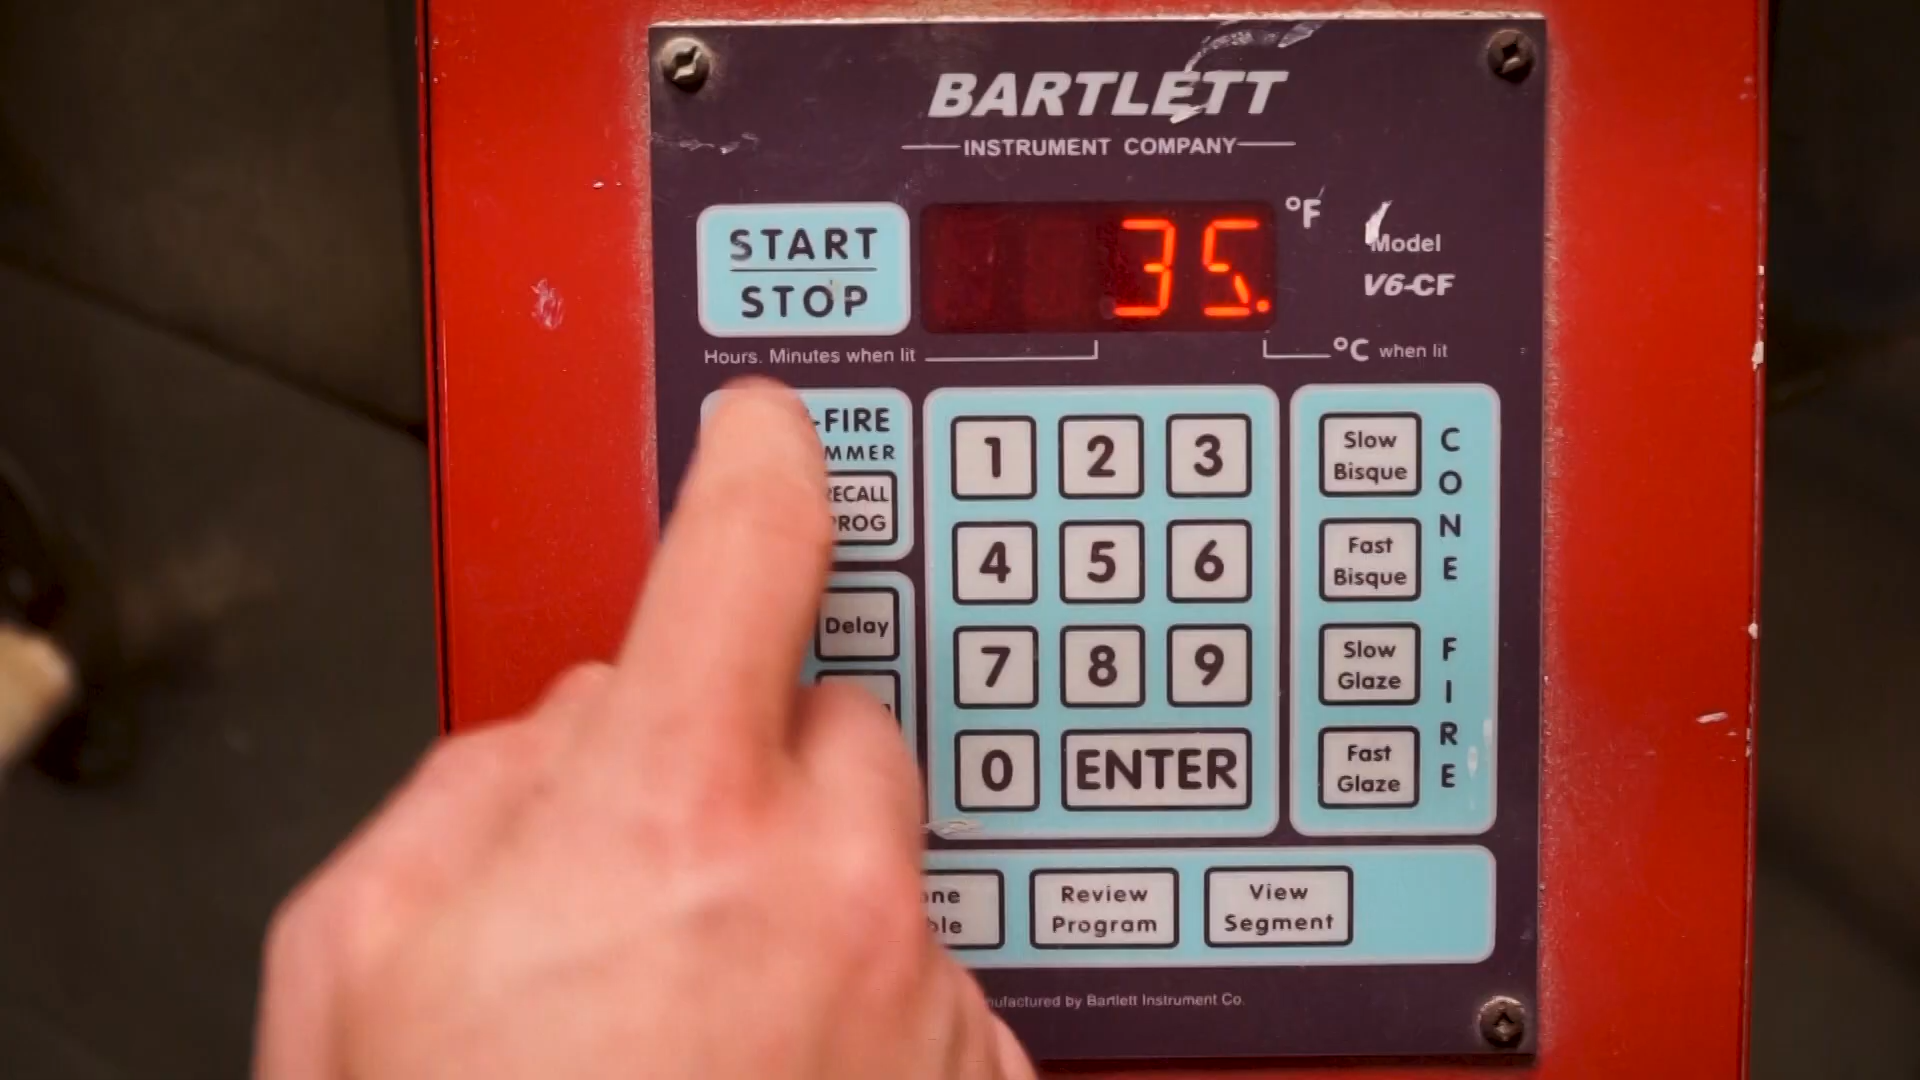 BARTLETT
INSTRUMENT COMPANY
START
STOP
35.
°F
Model
V6-CF
Hours. Minutes when lit
°C when lit
-FIRE
MMER
RECALL
PROG
Delay
1 2 3
4 5 6
7 8 9
0 ENTER
Slow
Bisque
Fast
Bisque
Slow
Glaze
Fast
Glaze
CONE
FIRE
Review
Program
View
Segment
by Bartlett Instrument Co.